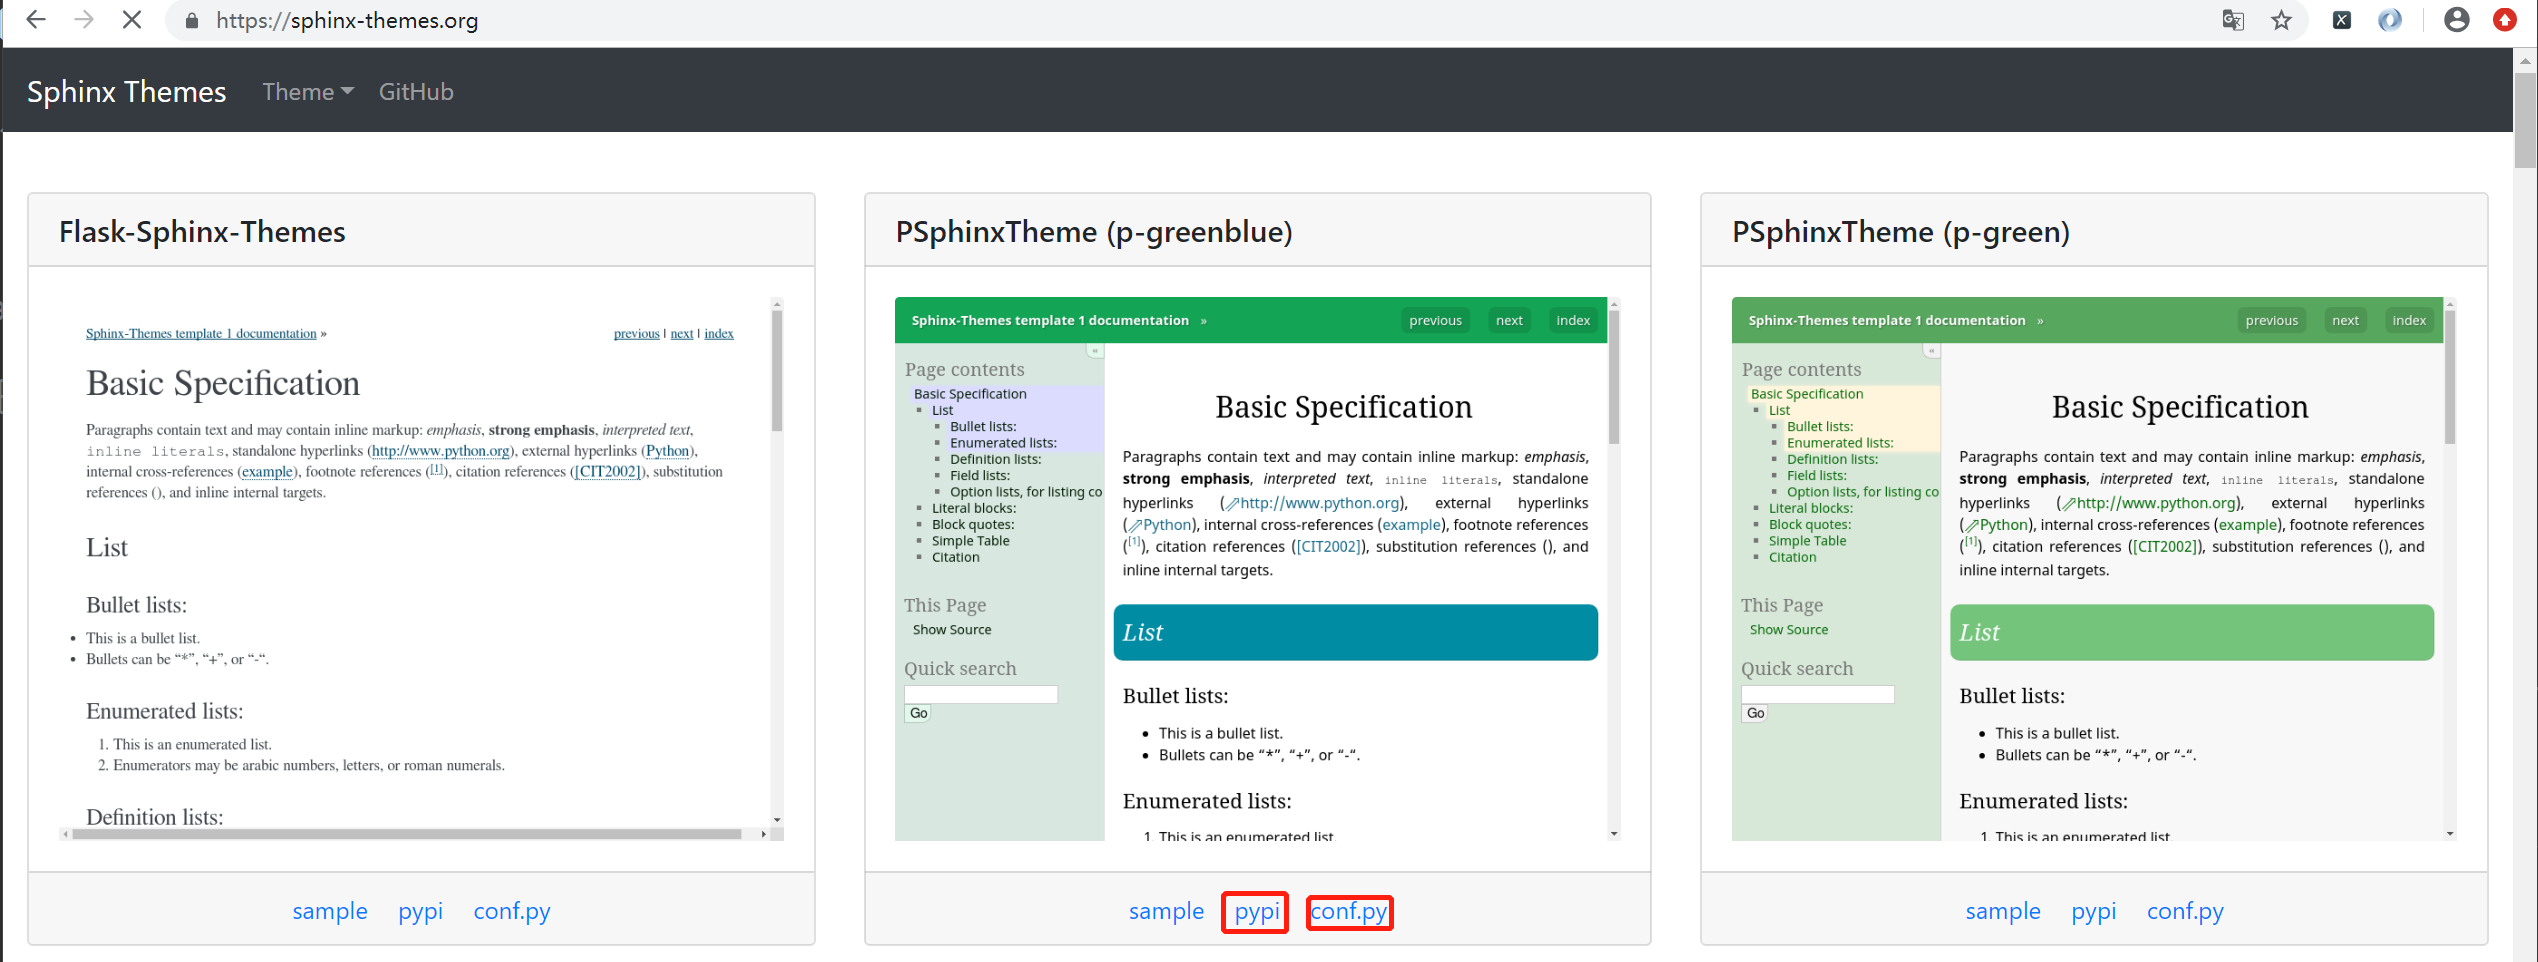 https://sphinx-themes.org
Sphinx Themes Theme GitHub
Flask-Sphinx-Themes
Sphinx-Themes template 1 documentation »
previous | next | index
Basic Specification
Paragraphs contain text and may contain inline markup: emphasis, strong emphasis, interpreted text,
inline literals, standalone hyperlinks (http://www.python.org), external hyperlinks (Python),
internal cross-references (example), footnote references ([1]), citation references ([CIT2002]), substitution
references (), and inline internal targets.
List
Bullet lists:
• This is a bullet list.
• Bullets can be “*”, “+”, or “-“.
Enumerated lists:
1. This is an enumerated list.
2. Enumerators may be arabic numbers, letters, or roman numerals.
Definition lists:
sample pypi conf.py
PSphinxTheme (p-greenblue)
Sphinx-Themes template 1 documentation »
previous next index
«
Page contents
Basic Specification
List
Bullet lists:
Enumerated lists:
Definition lists:
Field lists:
Option lists, for listing co
Literal blocks:
Block quotes:
Simple Table
Citation
This Page
Show Source
Quick search
Go
Basic Specification
Paragraphs contain text and may contain inline markup: emphasis,
strong emphasis, interpreted text, inline literals, standalone
hyperlinks (http://www.python.org), external hyperlinks
(Python), internal cross-references (example), footnote references
([1]), citation references ([CIT2002]), substitution references (), and
inline internal targets.
List
Bullet lists:
• This is a bullet list.
• Bullets can be “*”, “+”, or “-“.
Enumerated lists:
1. This is an enumerated list.
sample pypi conf.py
PSphinxTheme (p-green)
Sphinx-Themes template 1 documentation »
previous next index
«
Page contents
Basic Specification
List
Bullet lists:
Enumerated lists:
Definition lists:
Field lists:
Option lists, for listing co
Literal blocks:
Block quotes:
Simple Table
Citation
This Page
Show Source
Quick search
Go
Basic Specification
Paragraphs contain text and may contain inline markup: emphasis,
strong emphasis, interpreted text, inline literals, standalone
hyperlinks (http://www.python.org), external hyperlinks
(Python), internal cross-references (example), footnote references
([1]), citation references ([CIT2002]), substitution references (), and
inline internal targets.
List
Bullet lists:
• This is a bullet list.
• Bullets can be “*”, “+”, or “-“.
Enumerated lists:
1. This is an enumerated list.
sample pypi conf.py